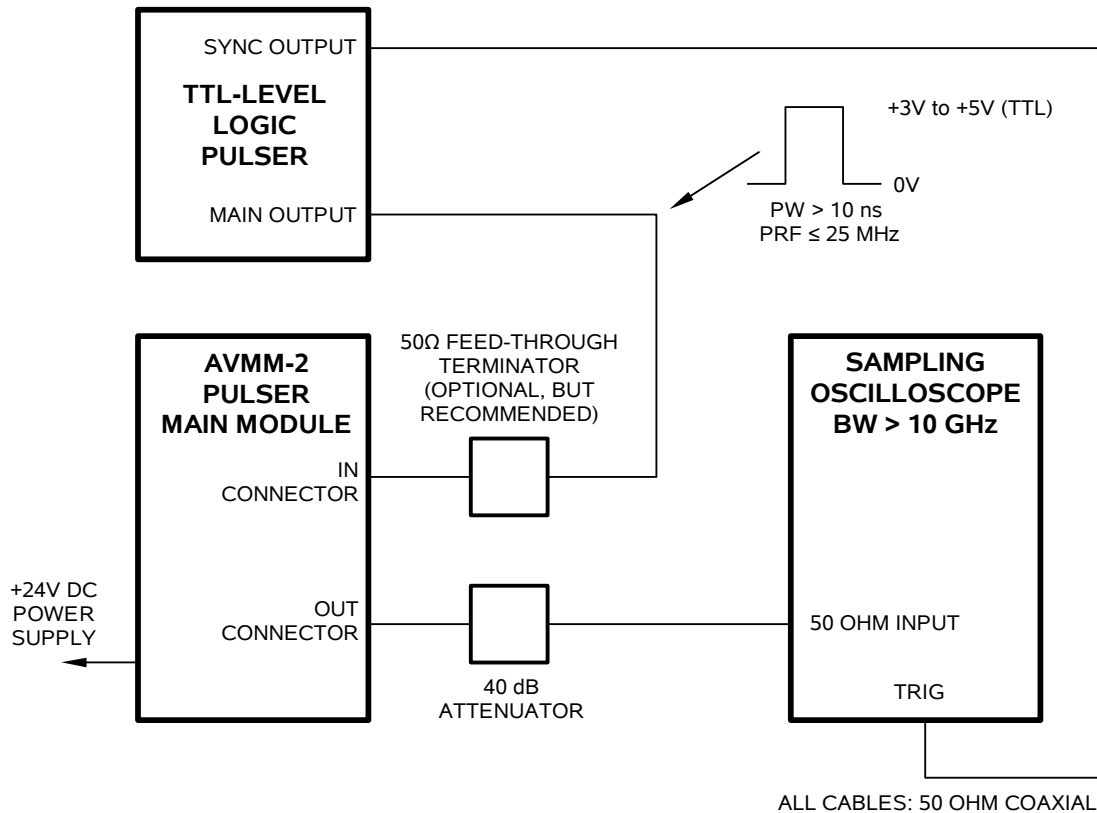 SYNC OUTPUT
TTL-LEVEL
LOGIC
PULSER
MAIN OUTPUT
+3V to +5V (TTL)
0V
PW > 10 ns
PRF ≤ 25 MHz
AVMM-2
PULSER
MAIN MODULE
IN
CONNECTOR
OUT
CONNECTOR
50Ω FEED-THROUGH
TERMINATOR
(OPTIONAL, BUT
RECOMMENDED)
SAMPLING
OSCILLOSCOPE
BW > 10 GHz
50 OHM INPUT
TRIG
+24V DC
POWER
SUPPLY
40 dB
ATTENUATOR
ALL CABLES: 50 OHM COAXIAL